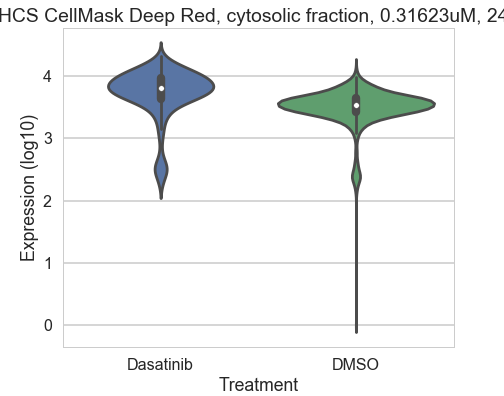 HCS CellMask Deep Red, cytosolic fraction, 0.31623uM, 24
4
3
2
1
0
Expression (log10)
Dasatinib DMSO
Treatment